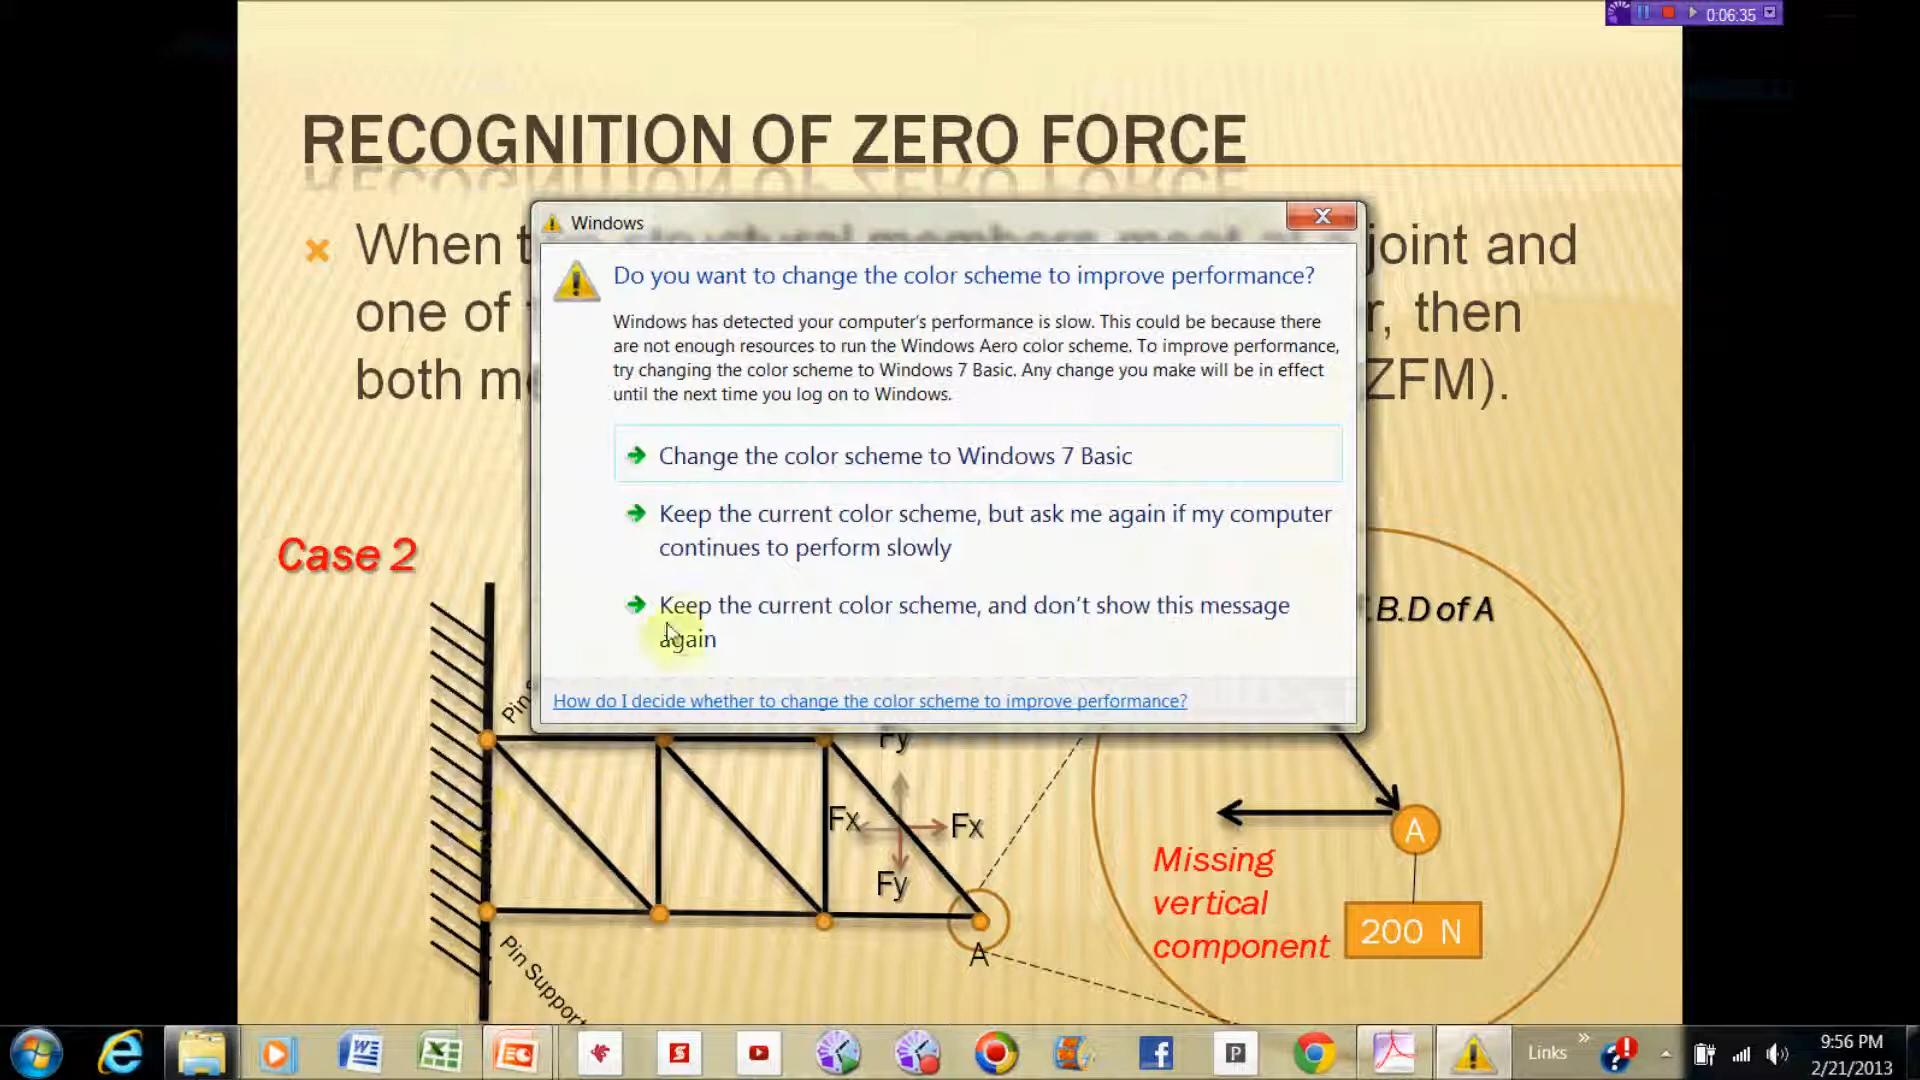 0:06:35
RECOGNITION OF ZERO FORCE
When
joint and
one of
then
both
ZFM).
Windows
Do you want to change the color scheme to improve performance?
Windows has detected your computer's performance is slow. This could be because there
are not enough resources to run the Windows Aero color scheme. To improve performance,
try changing the color scheme to Windows 7 Basic. Any change you make will be in effect
until the next time you log on to Windows.
Change the color scheme to Windows 7 Basic
Keep the current color scheme, but ask me again if my computer
continues to perform slowly
Keep the current color scheme, and don't show this message
again
How do I decide whether to change the color scheme to improve performance?
Case 2
.B.D of A
Pin
Fy
Fx
Fx
Fy
A
Pin Support
A
Missing
vertical
component
200 N
Links
9:56 PM
2/21/2013